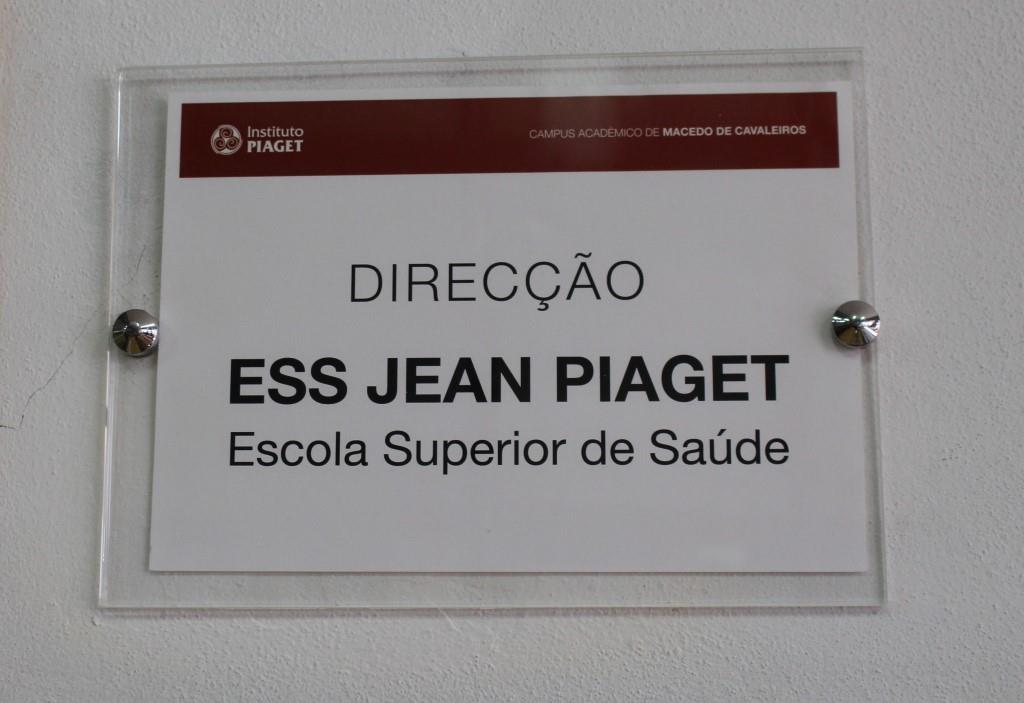 Instituto
PIAGET
CAMPUS ACADÉMICO DE MACEDO DE CAVALEIROS
DIRECÇÃO
ESS JEAN PIAGET
Escola Superior de Saúde